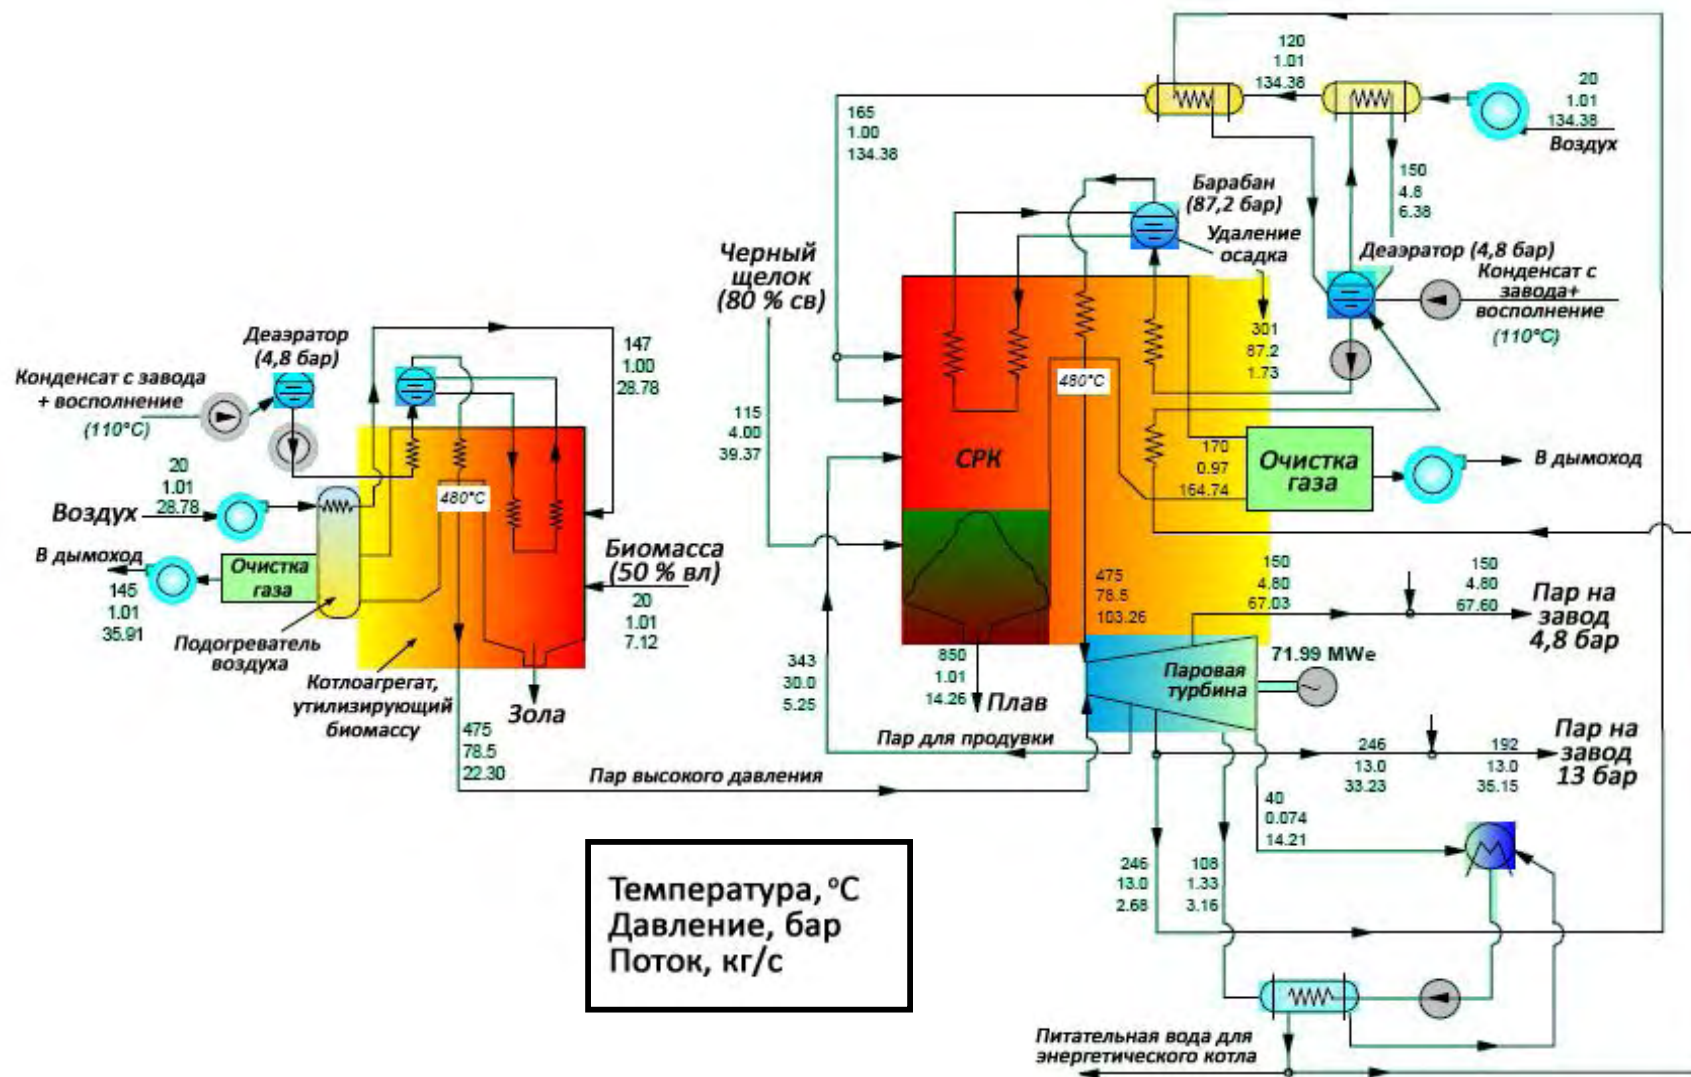 120
1.01
134.38
20
1.01
134.38
Воздух
165
1.00
134.38
150
4.8
6.38
Барабан
(87,2 бар)
Удаление
осадка
Деаэратор (4,8 бар)
Конденсат с
завода+
восполнение
(110°C)
Черный
щелок
(80 % св)
301
87.2
1.73
Деаэратор
(4,8 бар)
147
1.00
28.78
Конденсат с завода
+ восполнение
(110°C)
480°C
115
4.00
39.37
СРК
170
0.97
164.74
Очистка
газа
В дымоход
20
1.01
28.78
Воздух
480°C
В дымоход
145
1.01
35.91
Очистка
газа
Биомасса
(50 % вл)
20
1.01
7.12
Подогреватель
воздуха
Котлоагрегат,
утилизирующий
биомассу
Зола
475
78.5
22.30
475
78.5
103.26
150
4.80
67.03
150
4.80
67.60
Пар на
завод
4,8 бар
343
30.0
5.25
850
1.01
14.26
Плав
Паровая
турбина
71.99 MWe
Пар для продувки
Пар высокого давления
246
13.0
33.23
192
13.0
35.15
Пар на
завод
13 бар
40
0.074
14.21
246
13.0
2.68
108
1.33
3.16
Температура, °C
Давление, бар
Поток, кг/с
Питательная вода для
энергетического котла